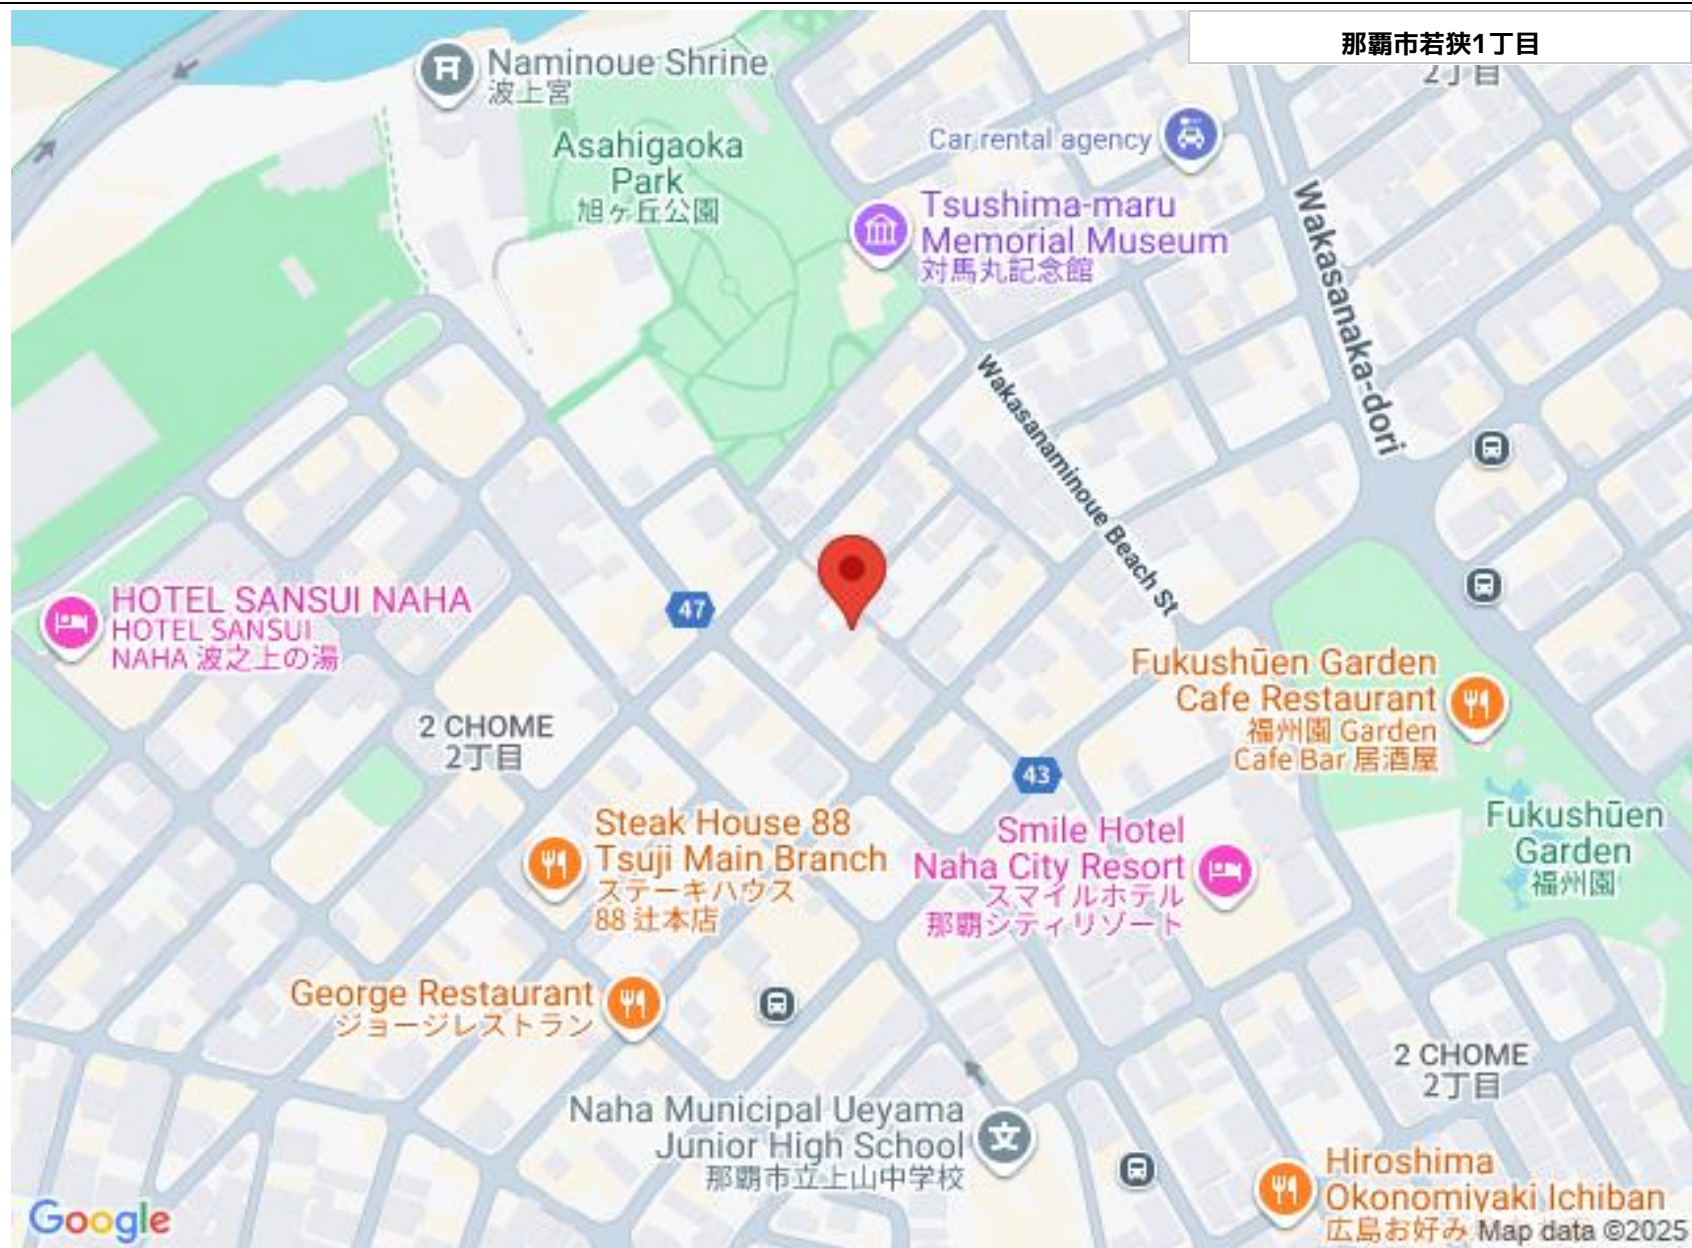 那覇市若狭1丁目
2丁目
Naminoue Shrine
波上宮
Asahigaoka
Park
旭ヶ丘公園
Car rental agency
Tsushima-maru
Memorial Museum
対馬丸記念館
Wakasanaka-dori
Wakasanaminoue Beach St
HOTEL SANSUI NAHA
HOTEL SANSUI
NAHA 波之上の湯
47
2 CHOME
2丁目
Fukushūen Garden
Cafe Restaurant
福州園 Garden
Cafe Bar 居酒屋
43
Steak House 88
Tsuji Main Branch
ステーキハウス
88 辻本店
Smile Hotel
Naha City Resort
スマイルホテル
那覇シティリゾート
Fukushūen
Garden
福州園
George Restaurant
ジョージレストラン
2 CHOME
2丁目
Naha Municipal Ueyama
Junior High School
那覇市立上山中学校
文
Hiroshima
Okonomiyaki Ichiban
広島お好み
Google
Map data ©2025